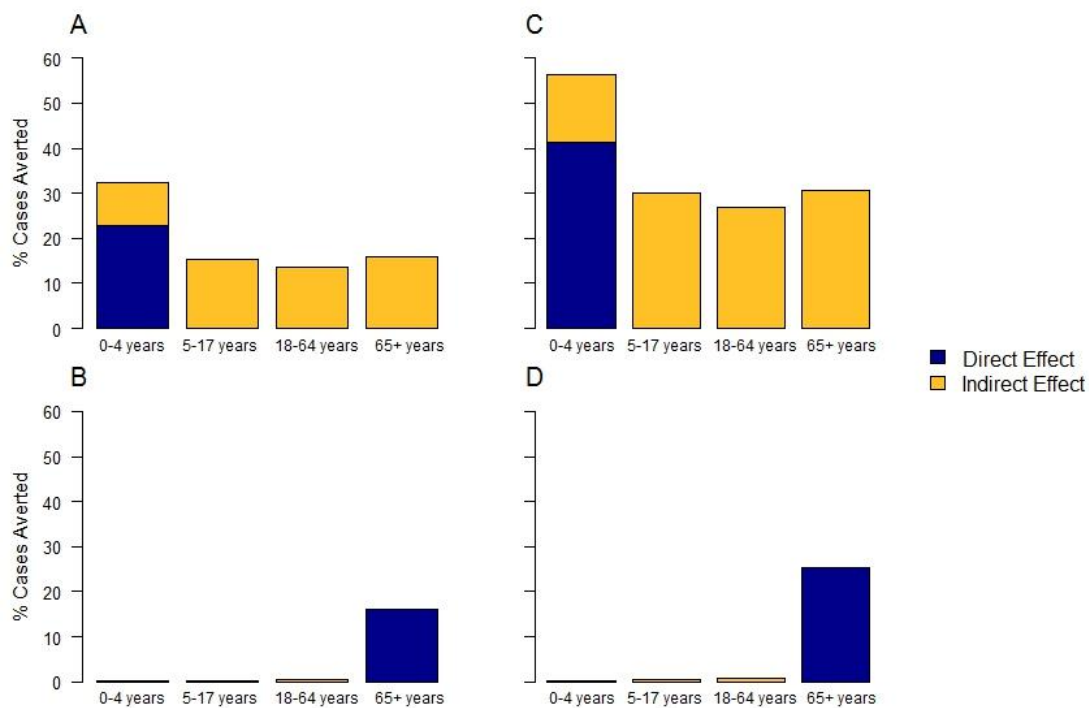 A
C
% Cases Averted
60
50
40
30
20
10
0
0-4 years 5-17 years 18-64 years 65+ years
0-4 years 5-17 years 18-64 years 65+ years
Direct Effect
Indirect Effect
B
D
% Cases Averted
60
50
40
30
20
10
0
0-4 years 5-17 years 18-64 years 65+ years
0-4 years 5-17 years 18-64 years 65+ years